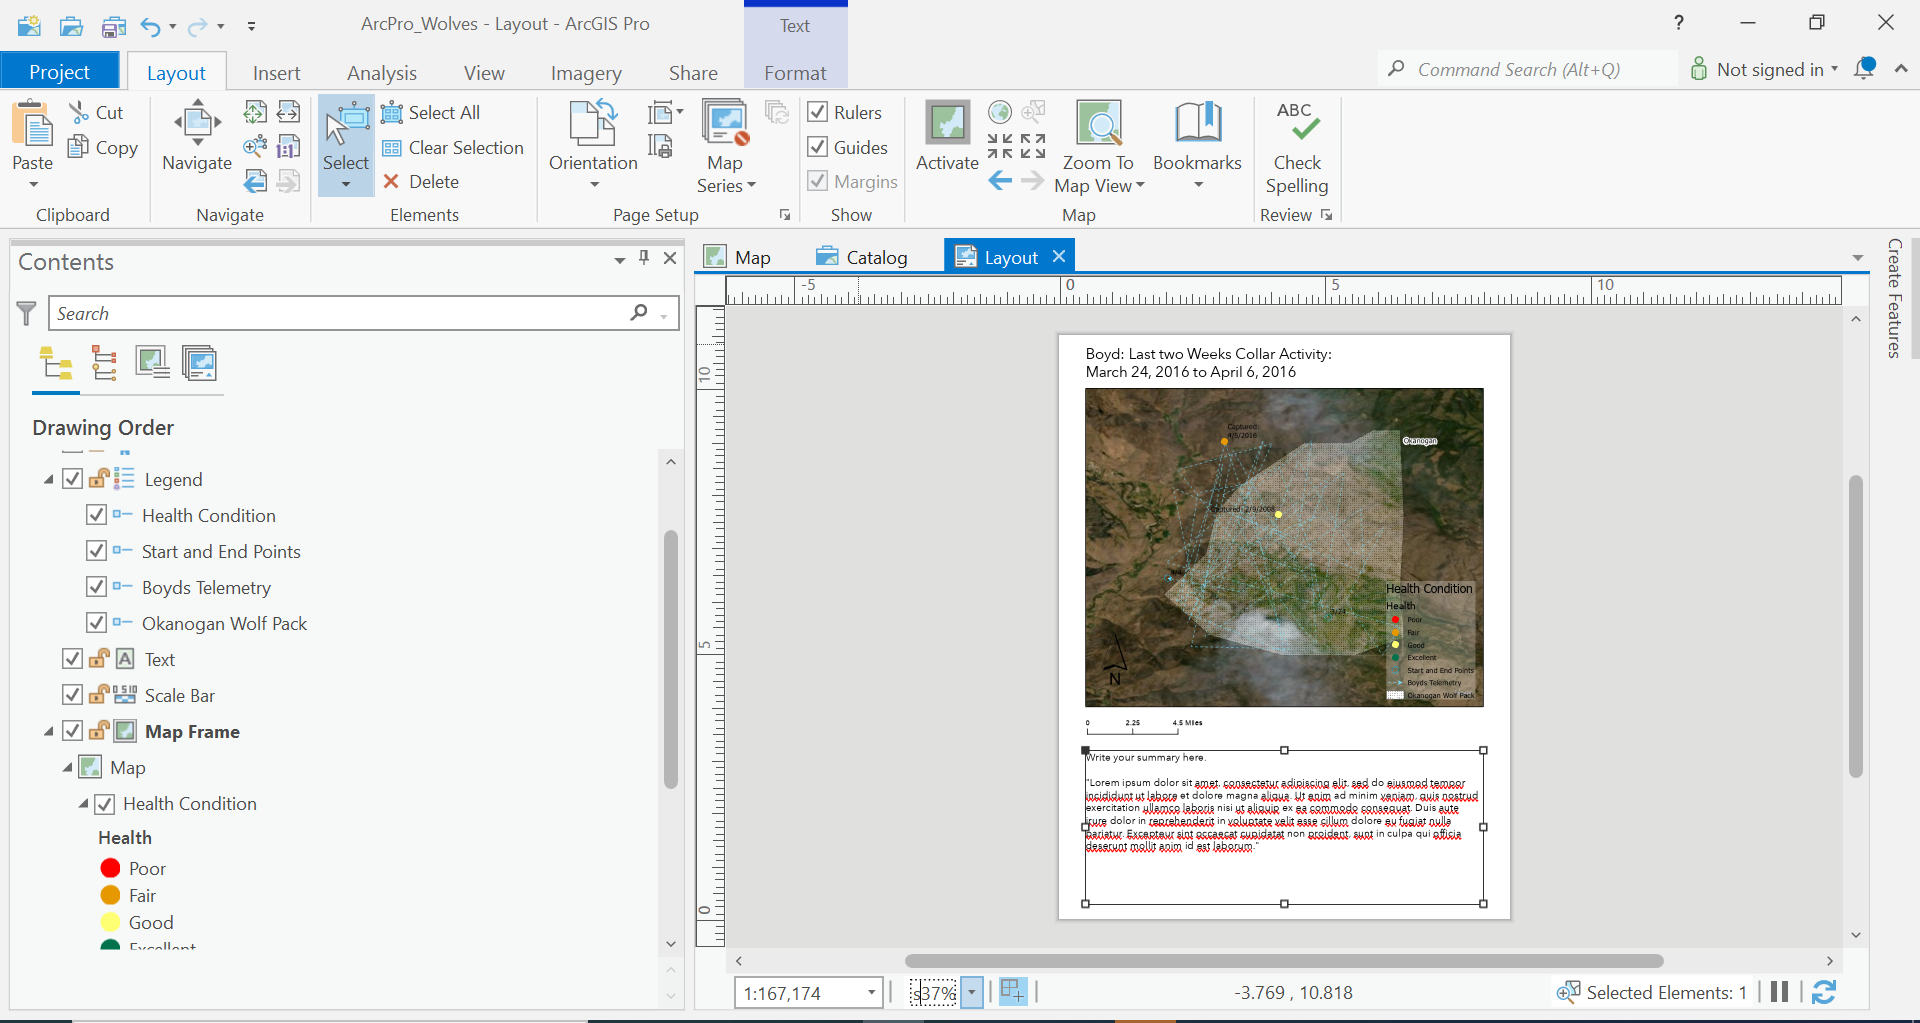 ArcPro_Wolves - Layout - ArcGIS Pro
Text
?
Project
Layout
Insert
Analysis
View
Imagery
Share
Format
Command Search (Alt+Q)
Not signed in
Paste
Cut
Copy
Clipboard
Navigate
Navigate
Select
Select All
Clear Selection
Delete
Elements
Orientation
Map
Series
Page Setup
Rulers
Guides
Margins
Show
Activate
Zoom To
Map View
Bookmarks
Map
ABC
Check
Spelling
Review
Contents
Search
Drawing Order
Legend
Health Condition
Start and End Points
Boyds Telemetry
Okanogan Wolf Pack
A Text
Scale Bar
Map Frame
Map
Health Condition
Health
Poor
Fair
Good
Excellent
Map
Catalog
Layout
Create Features
-5
0
5
10
10
5
0
Boyd: Last two Weeks Collar Activity:
March 24, 2016 to April 6, 2016
Captured:
4/5/2016
Okanogan
Captured: 2/9/2008
3/24
N
Health Condition
Health
Poor
Fair
Good
Excellent
Start and End Points
Boyds Telemetry
Okanogan Wolf Pack
0 2.25 4.5 Miles
Write your summary here.
"Lorem ipsum dolor sit amet, consectetur adipiscing elit, sed do eiusmod tempor
incididunt ut labore et dolore magna aliqua. Ut enim ad minim veniam, quis nostrud
exercitation ullamco laboris nisi ut aliquip ex ea commodo consequat. Duis aute
irure dolor in reprehenderit in voluptate velit esse cillum dolore eu fugiat nulla
pariatur. Excepteur sint occaecat cupidatat non proident, sunt in culpa qui officia
deserunt mollit anim id est laborum."
1:167,174
s37%
-3.769 , 10.818
Selected Elements: 1